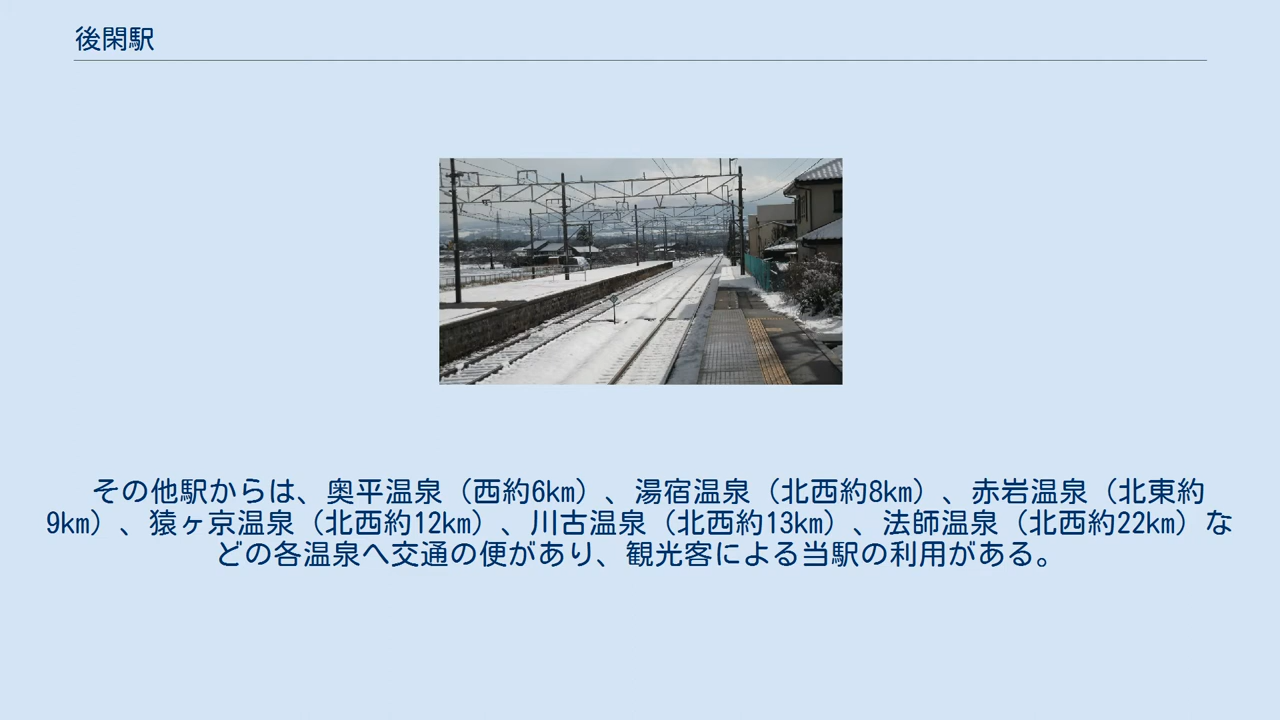 後閑駅
その他駅からは、奥平温泉（西約6km）、湯宿温泉（北西約8km）、赤岩温泉（北東約
9km）、猿ヶ京温泉（北西約12km）、川古温泉（北西約13km）、法師温泉（北西約22km）な
どの各温泉へ交通の便があり、観光客による当駅の利用がある。